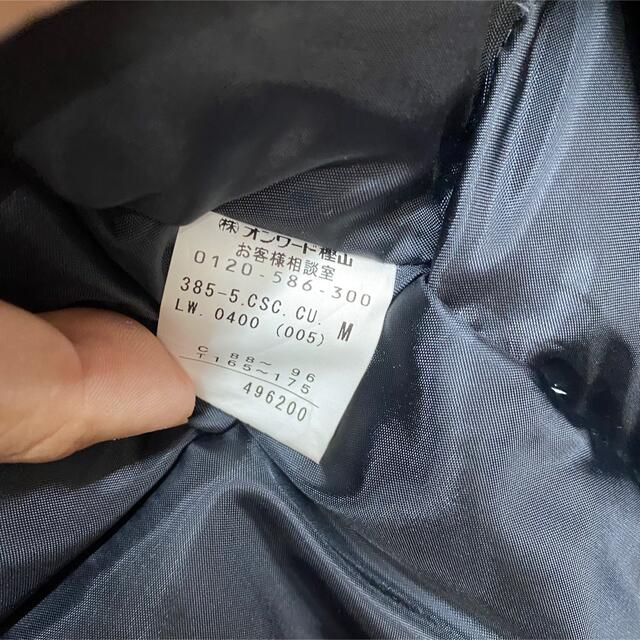 (株)オンワード樫山
お客様相談室
0120-586-300
385-5.CSC.CU. M
LW.0400 (005)
C 88〜 96
T165〜175
496200